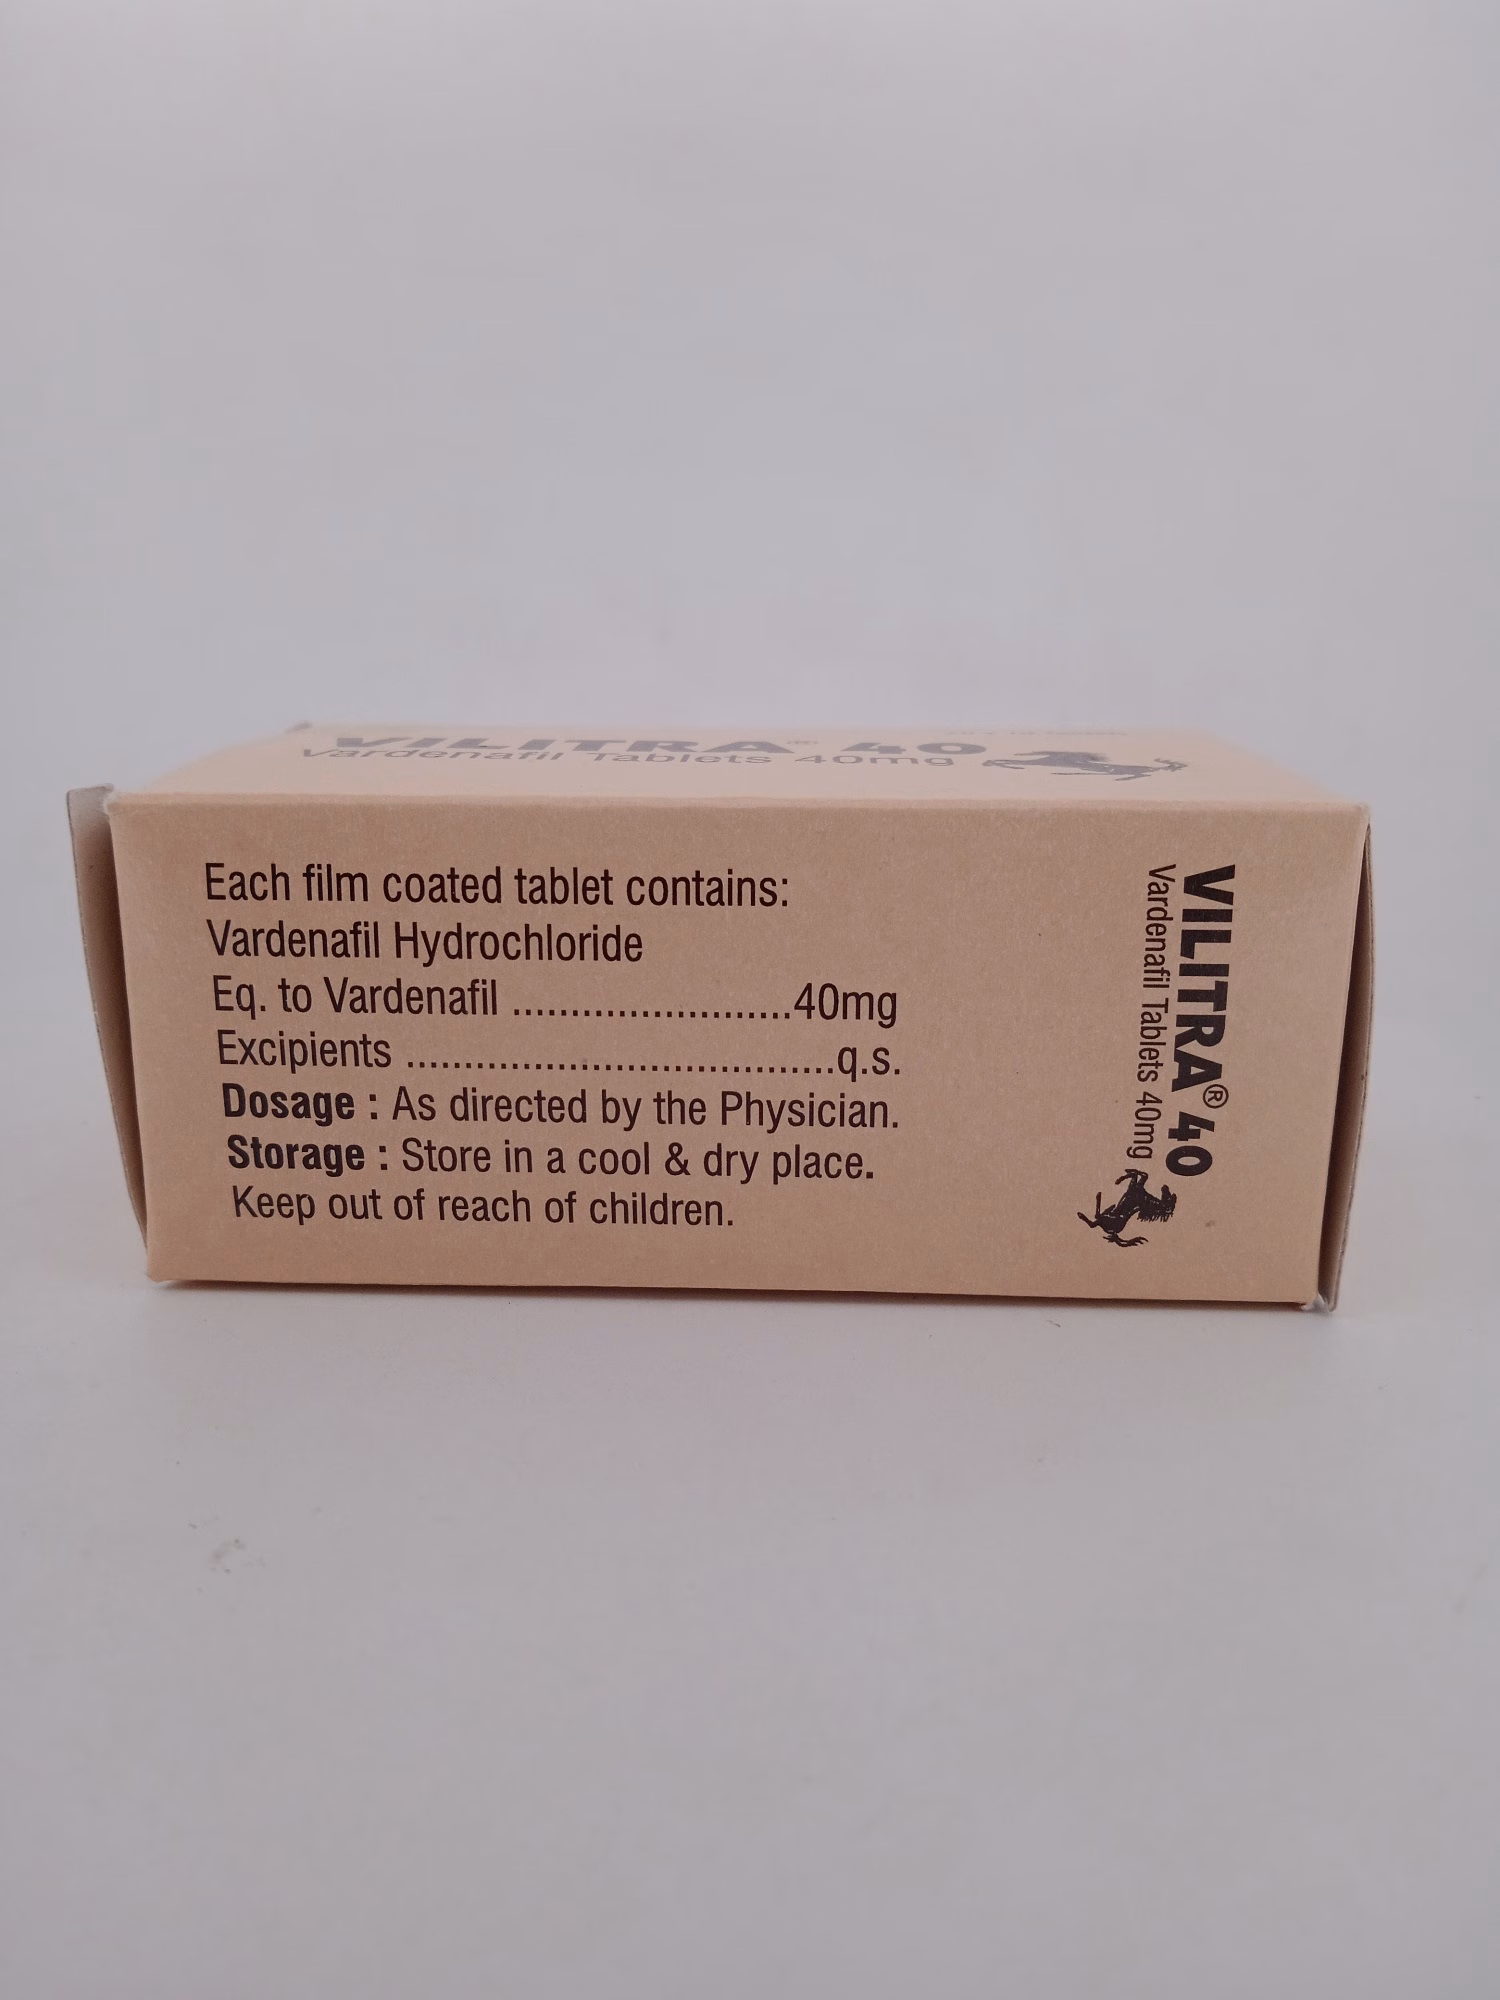 VILITRA® 40
Vardenafil Tablets 40mg
Each film coated tablet contains:
Vardenafil Hydrochloride
Eq. to Vardenafil ........................40mg
Excipients .....................................q.s.
Dosage : As directed by the Physician.
Storage : Store in a cool & dry place.
Keep out of reach of children.
VILITRA® 40
Vardenafil Tablets 40mg